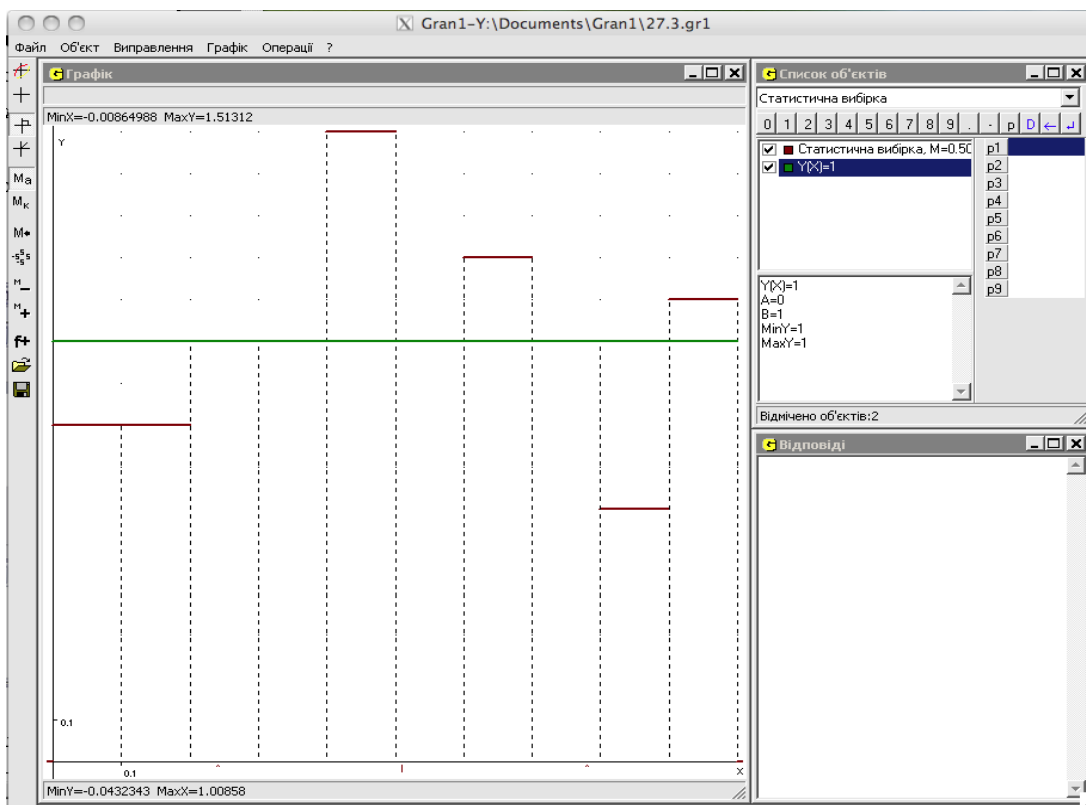 Gran1-Y:\Documents\Gran1\27.3.gr1
Файл Об'єкт Виправлення Графік Операції ?
Графік
MinX=-0.00864988 MaxY=1.51312
Y
0.1
0.1
X
MinY=-0.0432343 MaxX=1.00858
Ma
Mк
M
M
M
f+
Список об'єктів
Статистична вибірка
0 1 2 3 4 5 6 7 8 9 . - p D ← ↲
Статистична вибірка, M=0.50
Y(X)=1
p1
p2
p3
p4
p5
p6
p7
p8
p9
Y(X)=1
A=0
B=1
MinY=1
MaxY=1
Відмічено об'єктів:2
Відповіді